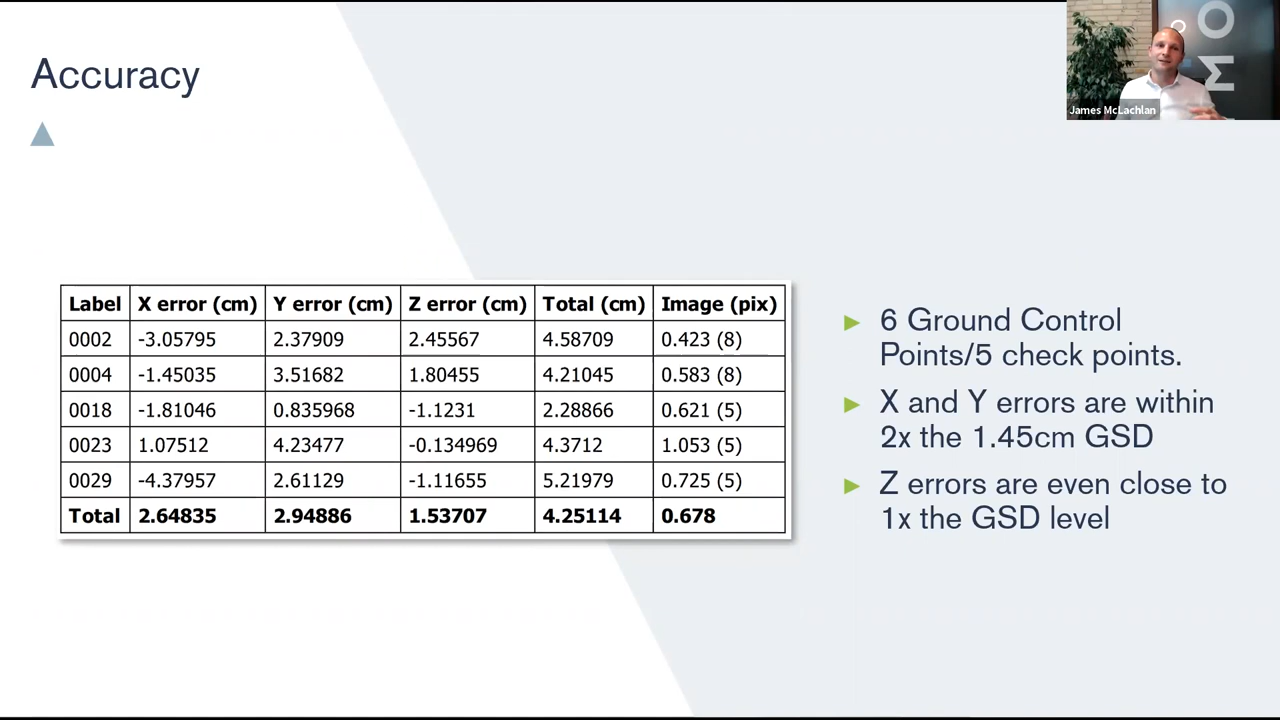 Accuracy
James McLachlan
Label X error (cm) Y error (cm) Z error (cm) Total (cm) Image (pix)
0002 -3.05795 2.37909 2.45567 4.58709 0.423 (8)
0004 -1.45035 3.51682 1.80455 4.21045 0.583 (8)
0018 -1.81046 0.835968 -1.1231 2.28866 0.621 (5)
0023 1.07512 4.23477 -0.134969 4.3712 1.053 (5)
0029 -4.37957 2.61129 -1.11655 5.21979 0.725 (5)
Total 2.64835 2.94886 1.53707 4.25114 0.678
6 Ground Control
Points/5 check points.
X and Y errors are within
2x the 1.45cm GSD
Z errors are even close to
1x the GSD level